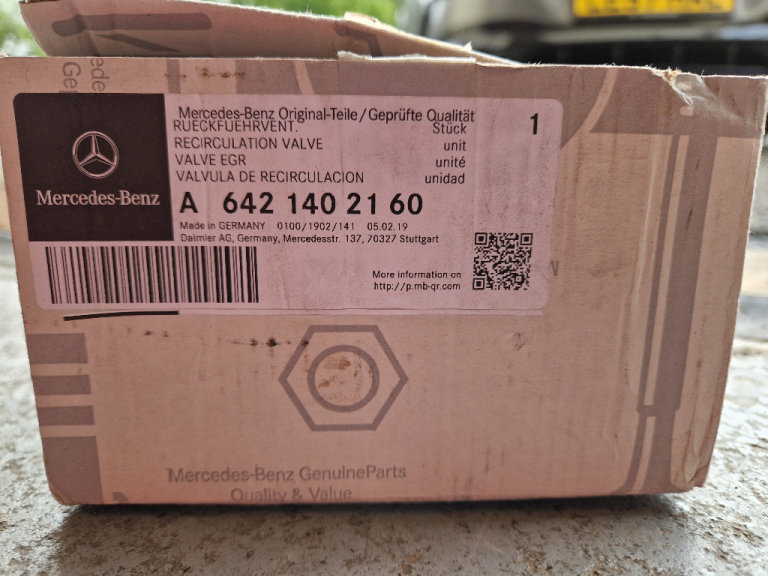 Mercedes-Benz Original-Teile/Geprüfte Qualität
RUECKFUEHRVENT. Stück 1
RECIRCULATION VALVE unit
VALVE EGR unité
VALVULA DE RECIRCULACION unidad
Mercedes-Benz
A 642 140 21 60
Made in GERMANY 0100/1902/141 05.02.19
Daimler AG, Germany, Mercedesstr. 137, 70327 Stuttgart
More information on
http://p.mb-qr.com
Mercedes-Benz GenuineParts
Quality & Value